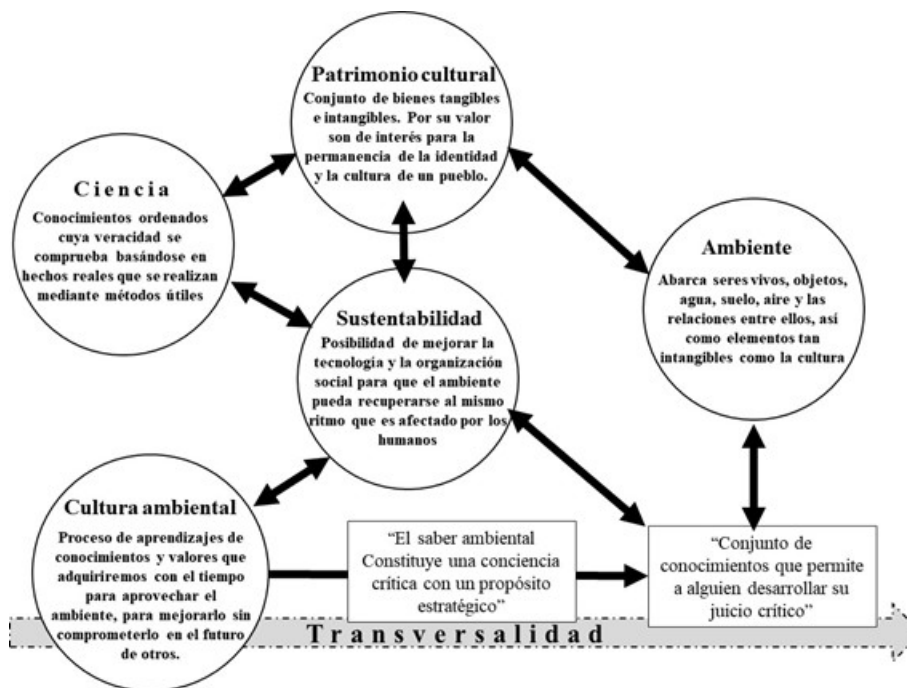 Patrimonio cultural
Conjunto de bienes tangibles
e intangibles. Por su valor
son de interés para la
permanencia de la identidad
y la cultura de un pueblo.
Ciencia
Conocimientos ordenados
cuya veracidad se
comprueba basándose en
hechos reales que se realizan
mediante métodos útiles
Ambiente
Abarca seres vivos, objetos,
agua, suelo, aire y las
relaciones entre ellos, así
como elementos tan
intangibles como la cultura
Sustentabilidad
Posibilidad de mejorar la
tecnología y la organización
social para que el ambiente
pueda recuperarse al mismo
ritmo que es afectado por los
humanos
Cultura ambiental
Proceso de aprendizajes de
conocimientos y valores que
adquiriremos con el tiempo
para aprovechar el
ambiente, para mejorarlo sin
comprometerlo en el futuro
de otros.
“El saber ambiental
Constituye una conciencia
crítica con un propósito
estratégico”
“Conjunto de
conocimientos que permite
a alguien desarrollar su
juicio crítico”
Transversalidad